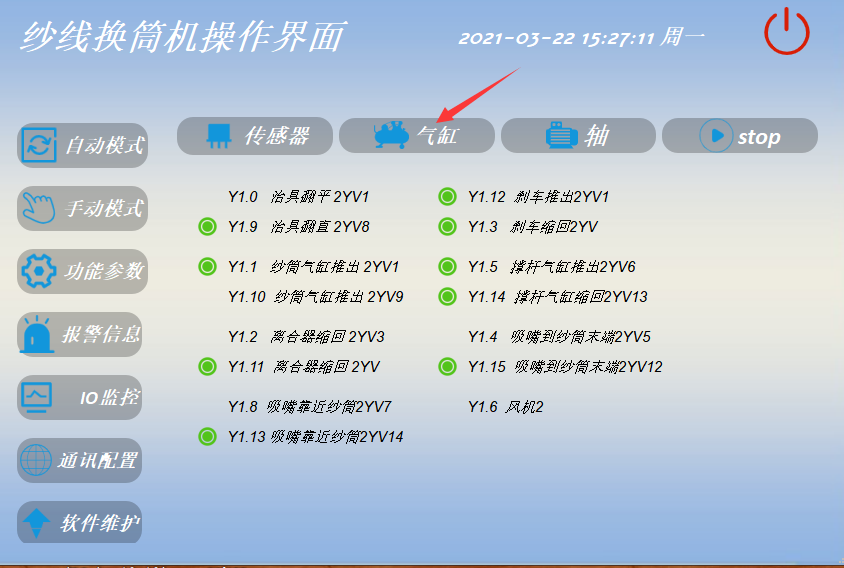 纱线换筒机操作界面
2021-03-22 15:27:11 周一
传感器 气缸 轴 stop
自动模式
手动模式
功能参数
报警信息
IO监控
通讯配置
软件维护
Y1.0 治具翻平 2YV1
Y1.9 治具翻直 2YV8
Y1.1 纱筒气缸推出 2YV1
Y1.10 纱筒气缸推出 2YV9
Y1.2 离合器缩回 2YV3
Y1.11 离合器缩回 2YV
Y1.8 吸嘴靠近纱筒2YV7
Y1.13 吸嘴靠近纱筒2YV14
Y1.12 刹车推出2YV1
Y1.3 刹车缩回2YV
Y1.5 撑杆气缸推出2YV6
Y1.14 撑杆气缸缩回2YV13
Y1.4 吸嘴到纱筒末端2YV5
Y1.15 吸嘴到纱筒末端2YV12
Y1.6 风机2